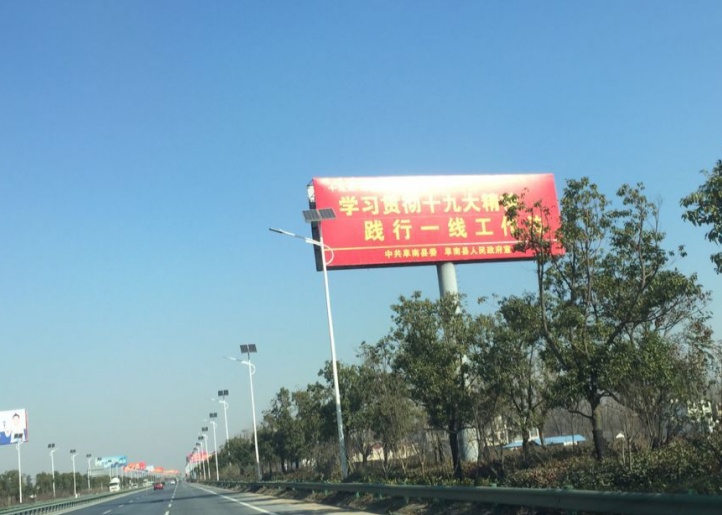 学习贯彻十九大精
践行一线工作
中共阜南县委 阜南县人民政府宣